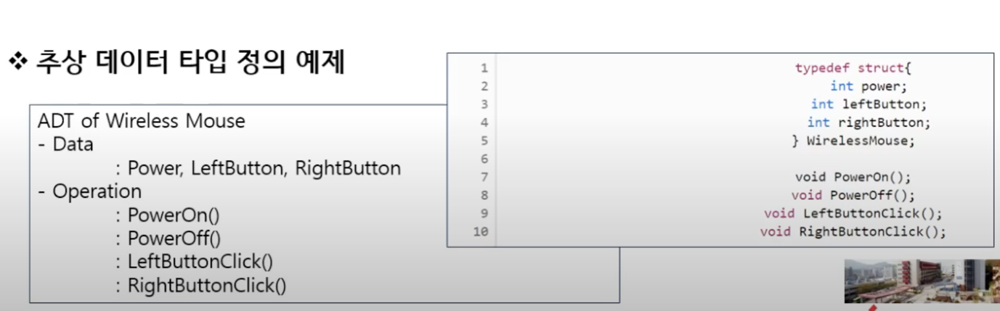 ❖ 추상 데이터 타입 정의 예제
ADT of Wireless Mouse
- Data
: Power, LeftButton, RightButton
- Operation
: PowerOn()
: PowerOff()
: LeftButtonClick()
: RightButtonClick()
1 typedef struct{
2 int power;
3 int leftButton;
4 int rightButton;
5 } WirelessMouse;
6
7 void PowerOn();
8 void PowerOff();
9 void LeftButtonClick();
10 void RightButtonClick();